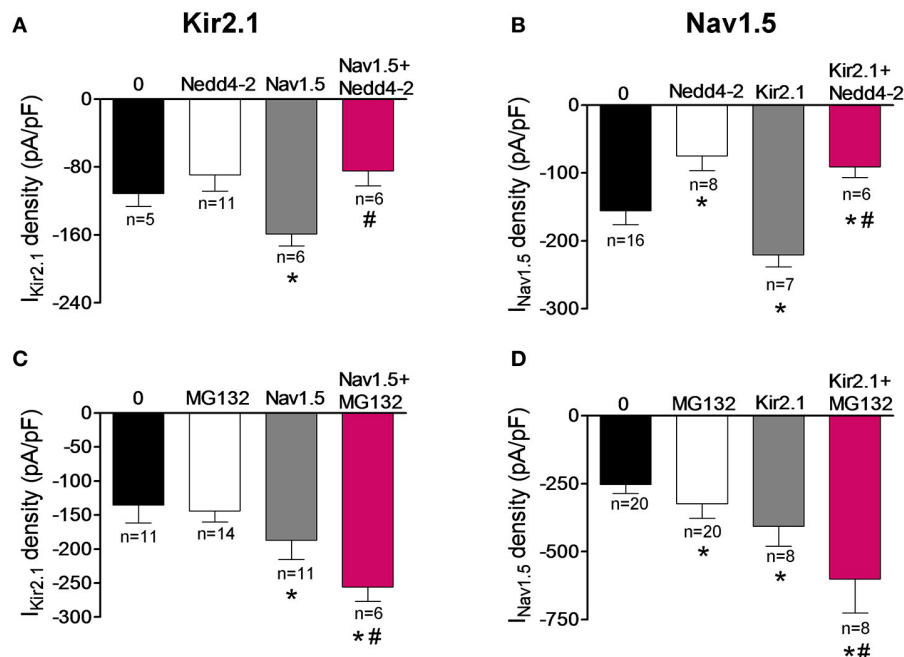 A
Kir2.1
0
Nedd4-2
Nav1.5
Nav1.5+
Nedd4-2
0
-80
-160
-240
I Kir2.1 density (pA/pF)
n=5
n=11
n=6
*
n=6
#
B
Nav1.5
0
Nedd4-2
Kir2.1
Kir2.1+
Nedd4-2
0
-100
-200
-300
I Nav1.5 density (pA/pF)
n=16
n=8
*
n=7
*
n=6
*#
C
0
MG132
Nav1.5
Nav1.5+
MG132
0
-50
-100
-150
-200
-250
-300
I Kir2.1 density (pA/pF)
n=11
n=14
n=11
*
n=6
*#
D
0
MG132
Kir2.1
Kir2.1+
MG132
0
-250
-500
-750
I Nav1.5 density (pA/pF)
n=20
n=20
*
n=8
*
n=8
*#